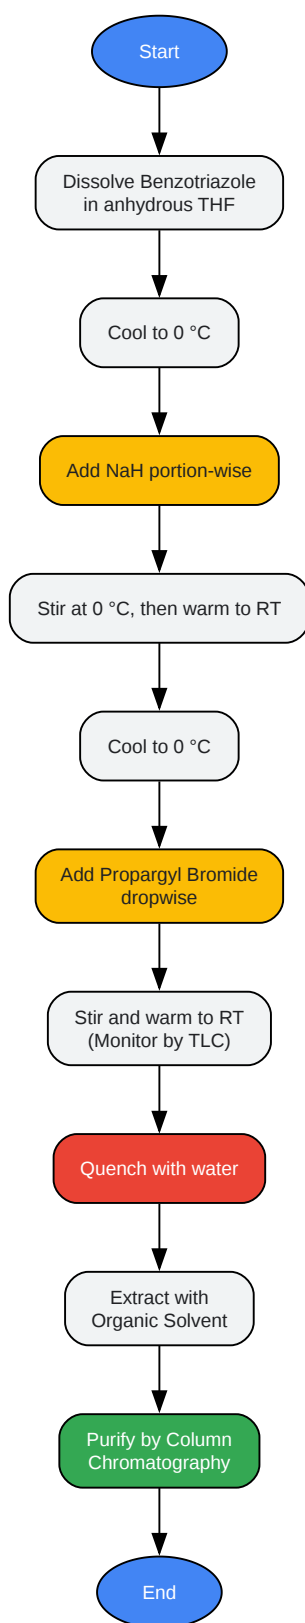 Start
Dissolve Benzotriazole
in anhydrous THF
Cool to 0 °C
Add NaH portion-wise
Stir at 0 °C, then warm to RT
Cool to 0 °C
Add Propargyl Bromide
dropwise
Stir and warm to RT
(Monitor by TLC)
Quench with water
Extract with
Organic Solvent
Purify by Column
Chromatography
End